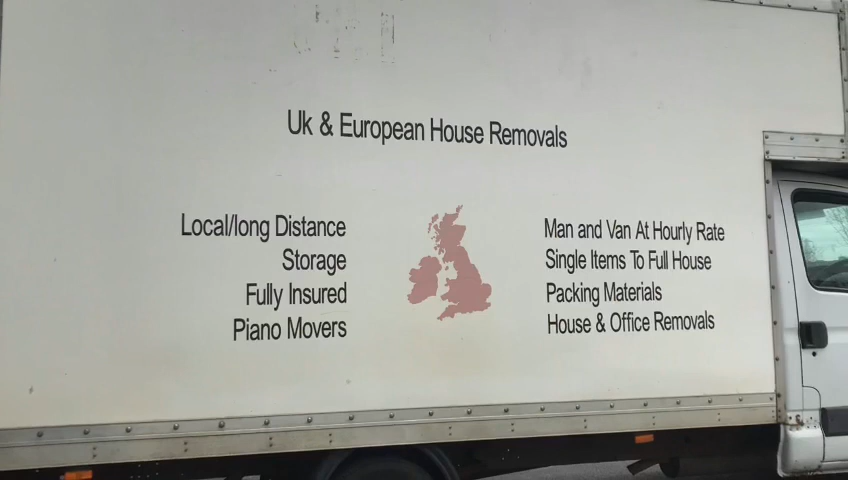 Uk & European House Removals
Local/long Distance
Storage
Fully Insured
Piano Movers
Man and Van At Hourly Rate
Single Items To Full House
Packing Materials
House & Office Removals